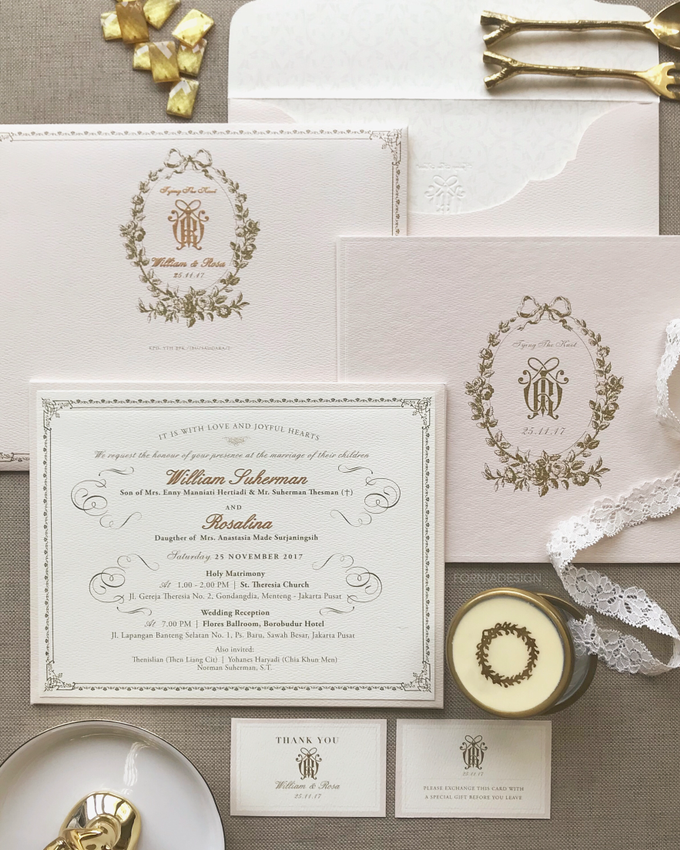 Tying The Knot
William & Rosa
25.11.17
Tying The Knot
25.11.17
IT IS WITH LOVE AND JOYFUL HEARTS
We request the honour of your presence at the marriage of their children
William Suherman
Son of Mrs. Enny Manniati Hertiadi & Mr. Suherman Thesman (†)
AND
Rosalina
Daugther of Mrs. Anastasia Made Surjaningsih
Saturday 25 NOVEMBER 2017
Holy Matrimony
At 1.00 - 2.00 PM | St. Theresia Church
Jl. Gereja Theresia No. 2, Gondangdia, Menteng - Jakarta Pusat
Wedding Reception
At 7.00 PM | Flores Ballroom, Borobudur Hotel
Jl. Lapangan Banteng Selatan No. 1, Ps. Baru, Sawah Besar, Jakarta Pusat
Also invited:
Thenislian (Then Liang Cit) | Yohanes Haryadi (Chia Khun Men)
Norman Suherman, S.T.
FORNIADESIGN
THANK YOU
William & Rosa
25.11.17
25.11.17
PLEASE EXCHANGE THIS CARD WITH
A SPECIAL GIFT BEFORE YOU LEAVE